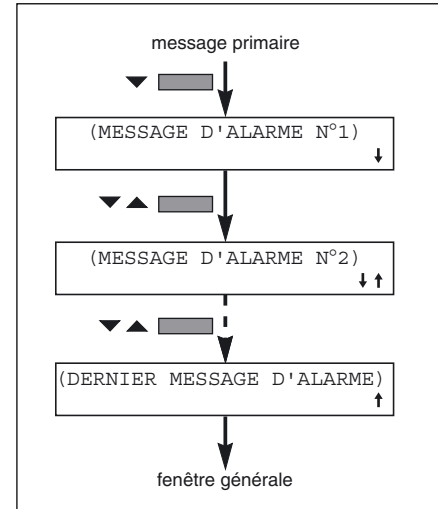 message primaire
(MESSAGE D'ALARME N°1)
(MESSAGE D'ALARME N°2)
(DERNIER MESSAGE D'ALARME)
fenêtre générale